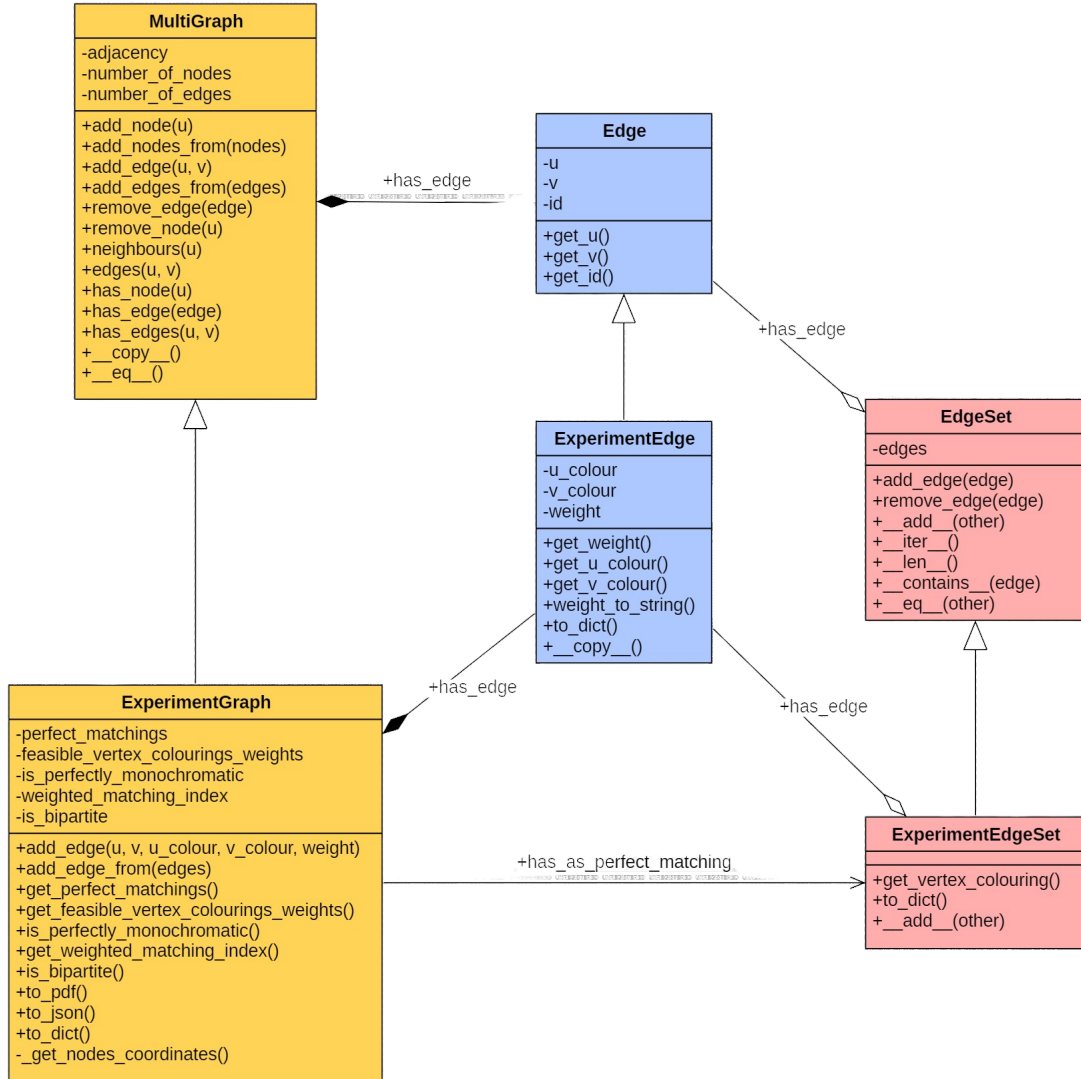 MultiGraph
-adjacency
-number_of_nodes
-number_of_edges
+add_node(u)
+add_nodes_from(nodes)
+add_edge(u, v)
+add_edges_from(edges)
+remove_edge(edge)
+remove_node(u)
+neighbours(u)
+edges(u, v)
+has_node(u)
+has_edge(edge)
+has_edges(u, v)
+__copy__()
+__eq__()
+has_edge
Edge
-u
-v
-id
+get_u()
+get_v()
+get_id()
+has_edge
ExperimentEdge
-u_colour
-v_colour
-weight
+get_weight()
+get_u_colour()
+get_v_colour()
+weight_to_string()
+to_dict()
+__copy__()
EdgeSet
-edges
+add_edge(edge)
+remove_edge(edge)
+__add__(other)
+__iter__()
+__len__()
+__contains__(edge)
+__eq__(other)
+has_edge
+has_edge
ExperimentGraph
-perfect_matchings
-feasible_vertex_colourings_weights
-is_perfectly_monochromatic
-weighted_matching_index
-is_bipartite
+add_edge(u, v, u_colour, v_colour, weight)
+add_edge_from(edges)
+get_perfect_matchings()
+get_feasible_vertex_colourings_weights()
+is_perfectly_monochromatic()
+get_weighted_matching_index()
+is_bipartite()
+to_pdf()
+to_json()
+to_dict()
-_get_nodes_coordinates()
+has_as_perfect_matching
ExperimentEdgeSet
+get_vertex_colouring()
+to_dict()
+__add__(other)